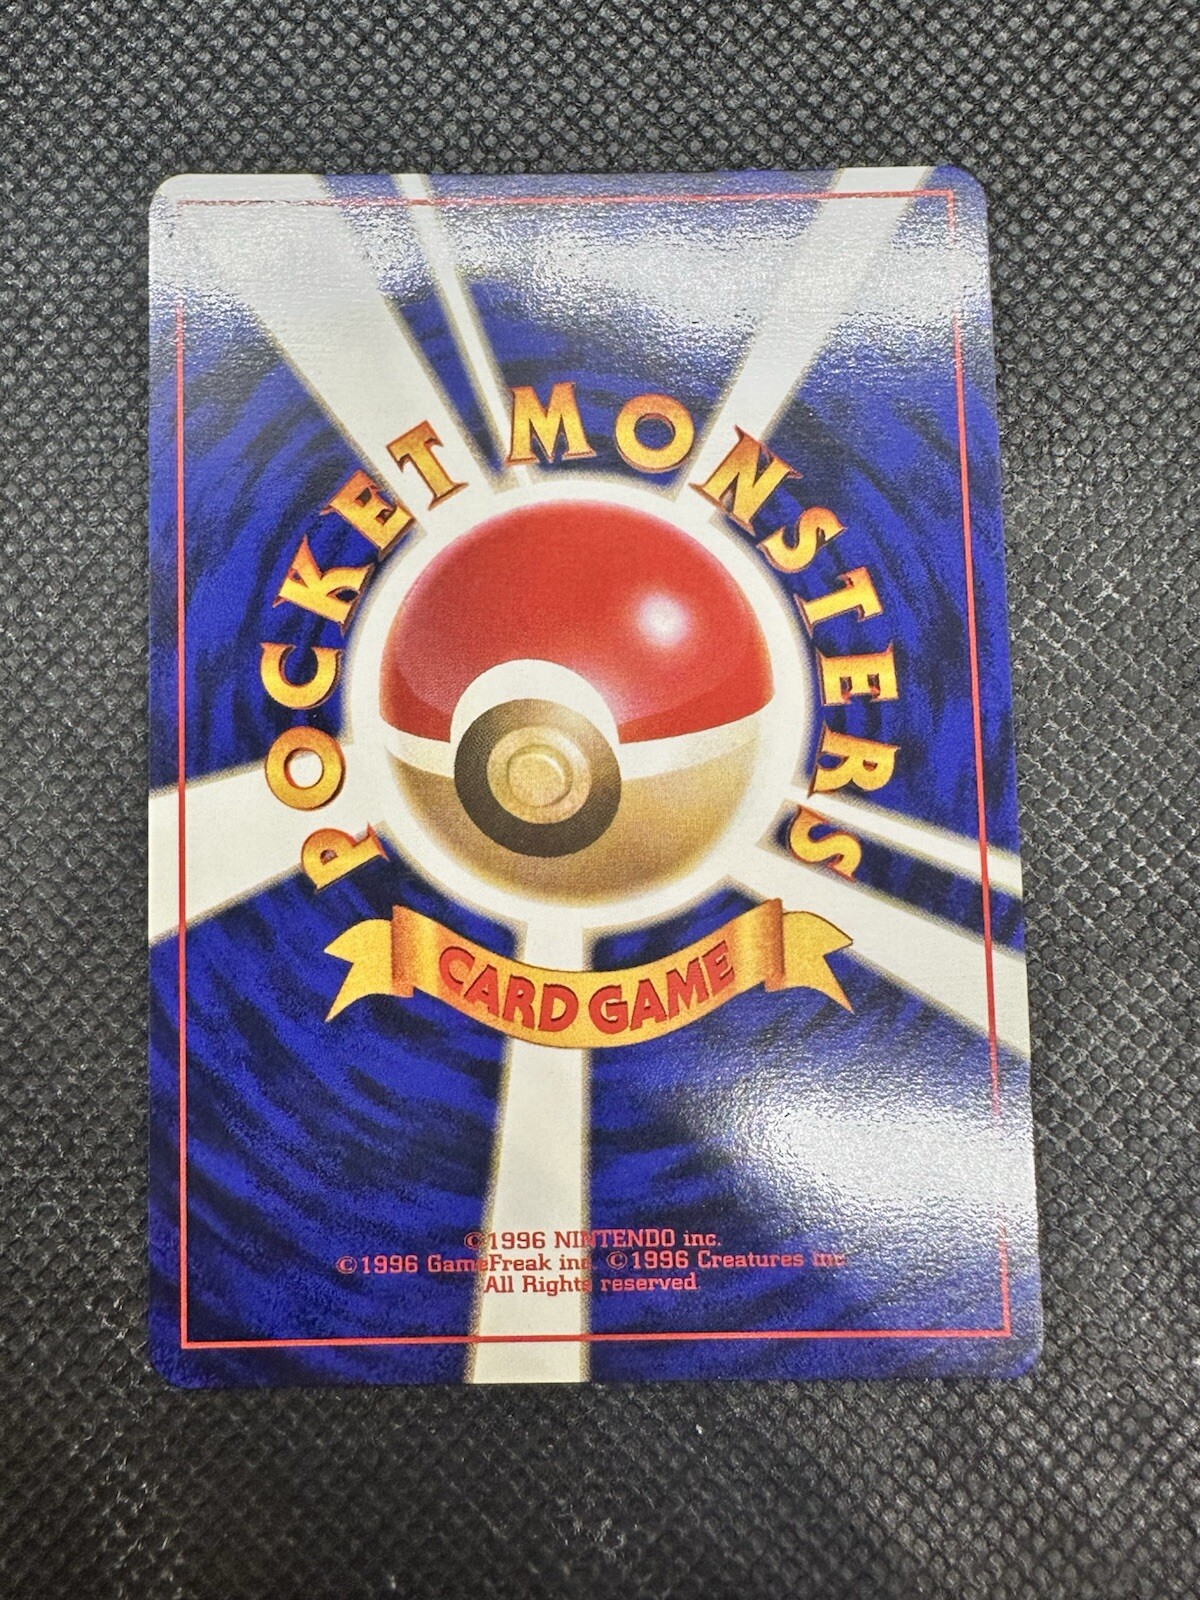 POCKET MONSTERS
CARD GAME
©1996 NINTENDO inc.
©1996 GameFreak inc. ©1996 Creatures inc
All Rights reserved.